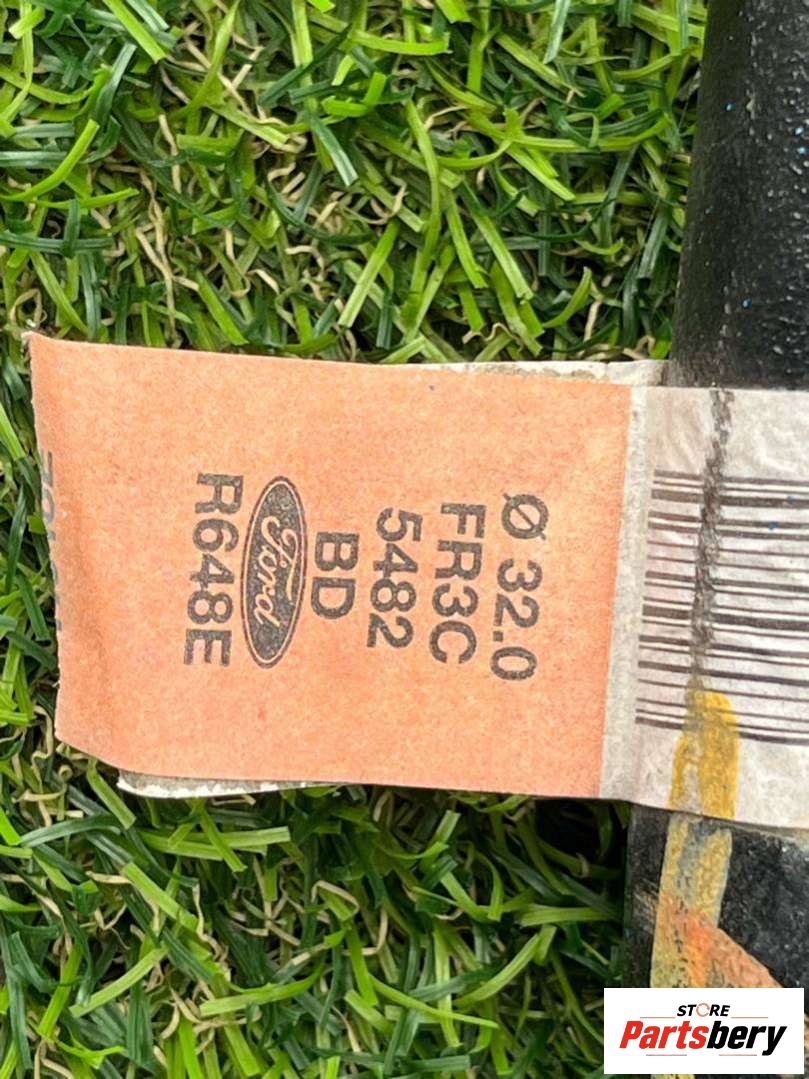 Ø 32.0
FR3C
5482
BD
Ford
R648E
STORE
Partsbery